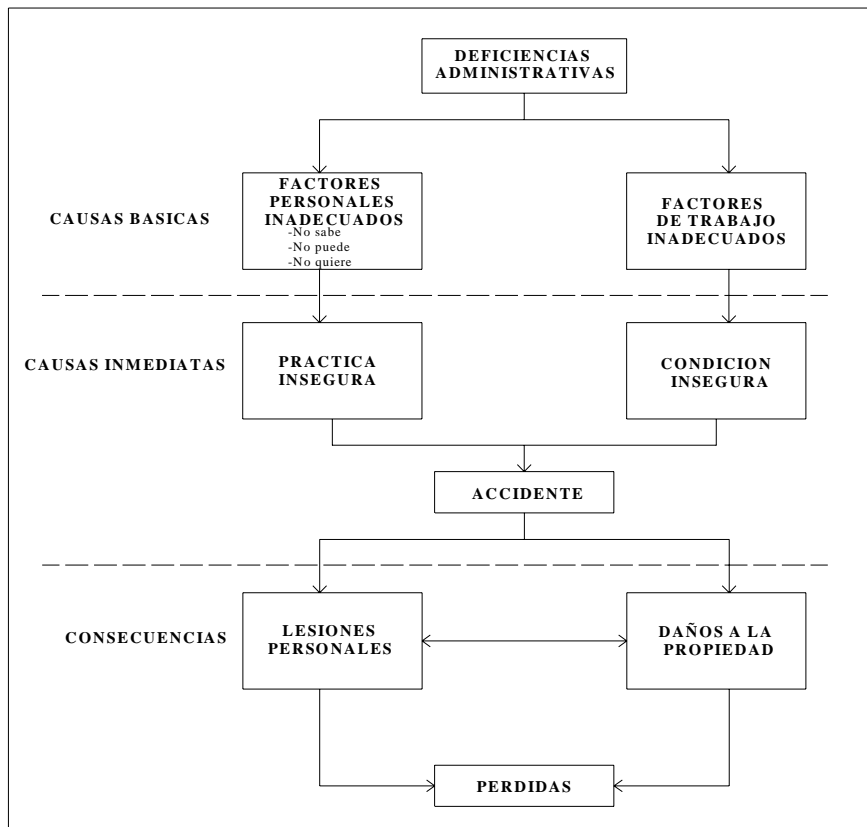 DEFICIENCIAS
ADMINISTRATIVAS
CAUSAS BASICAS
FACTORES
PERSONALES
INADECUADOS
-No sabe
-No puede
-No quiere
FACTORES
DE TRABAJO
INADECUADOS
CAUSAS INMEDIATAS
PRACTICA
INSEGURA
CONDICION
INSEGURA
ACCIDENTE
CONSECUENCIAS
LESIONES
PERSONALES
DAÑOS A LA
PROPIEDAD
PERDIDAS